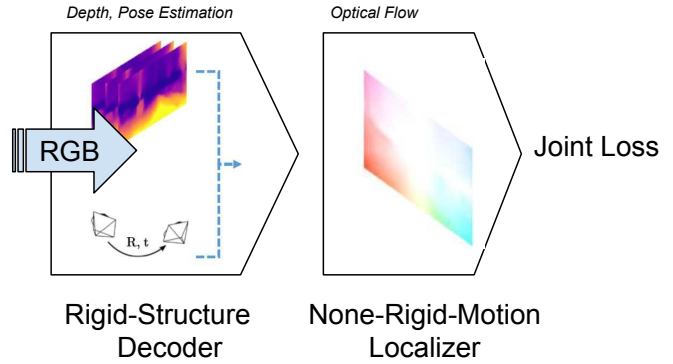 Depth, Pose Estimation
Optical Flow
RGB
Joint Loss
R, t
Rigid-Structure
Decoder
None-Rigid-Motion
Localizer